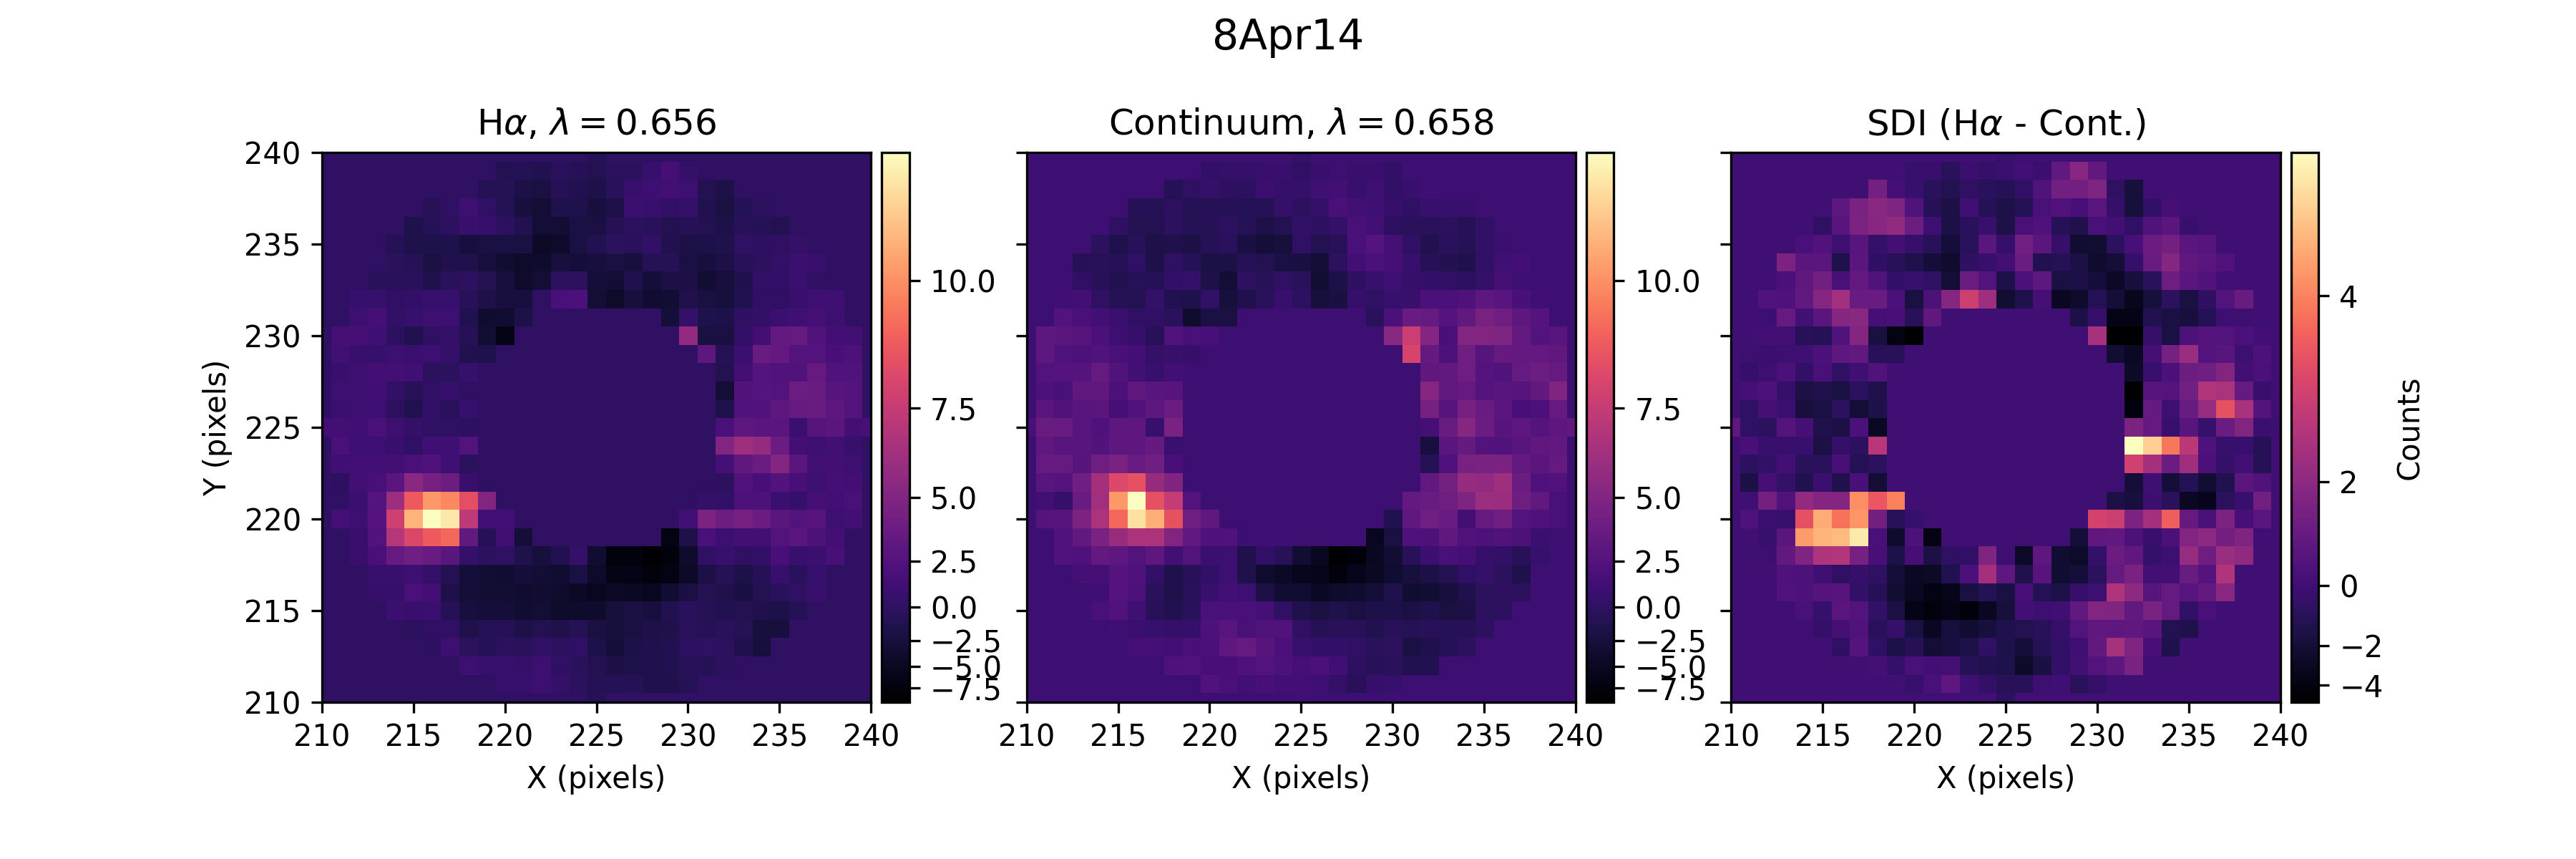 8Apr14
Hα, λ = 0.656
Continuum, λ = 0.658
SDI (Hα - Cont.)
240
235
230
225
220
215
210
Y (pixels)
10.0
7.5
5.0
2.5
0.0
−2.5
−5.0
−7.5
10.0
7.5
5.0
2.5
0.0
−2.5
−5.0
−7.5
4
2
0
−2
−4
Counts
210 215 220 225 230 235 240
210 215 220 225 230 235 240
210 215 220 225 230 235 240
X (pixels)
X (pixels)
X (pixels)